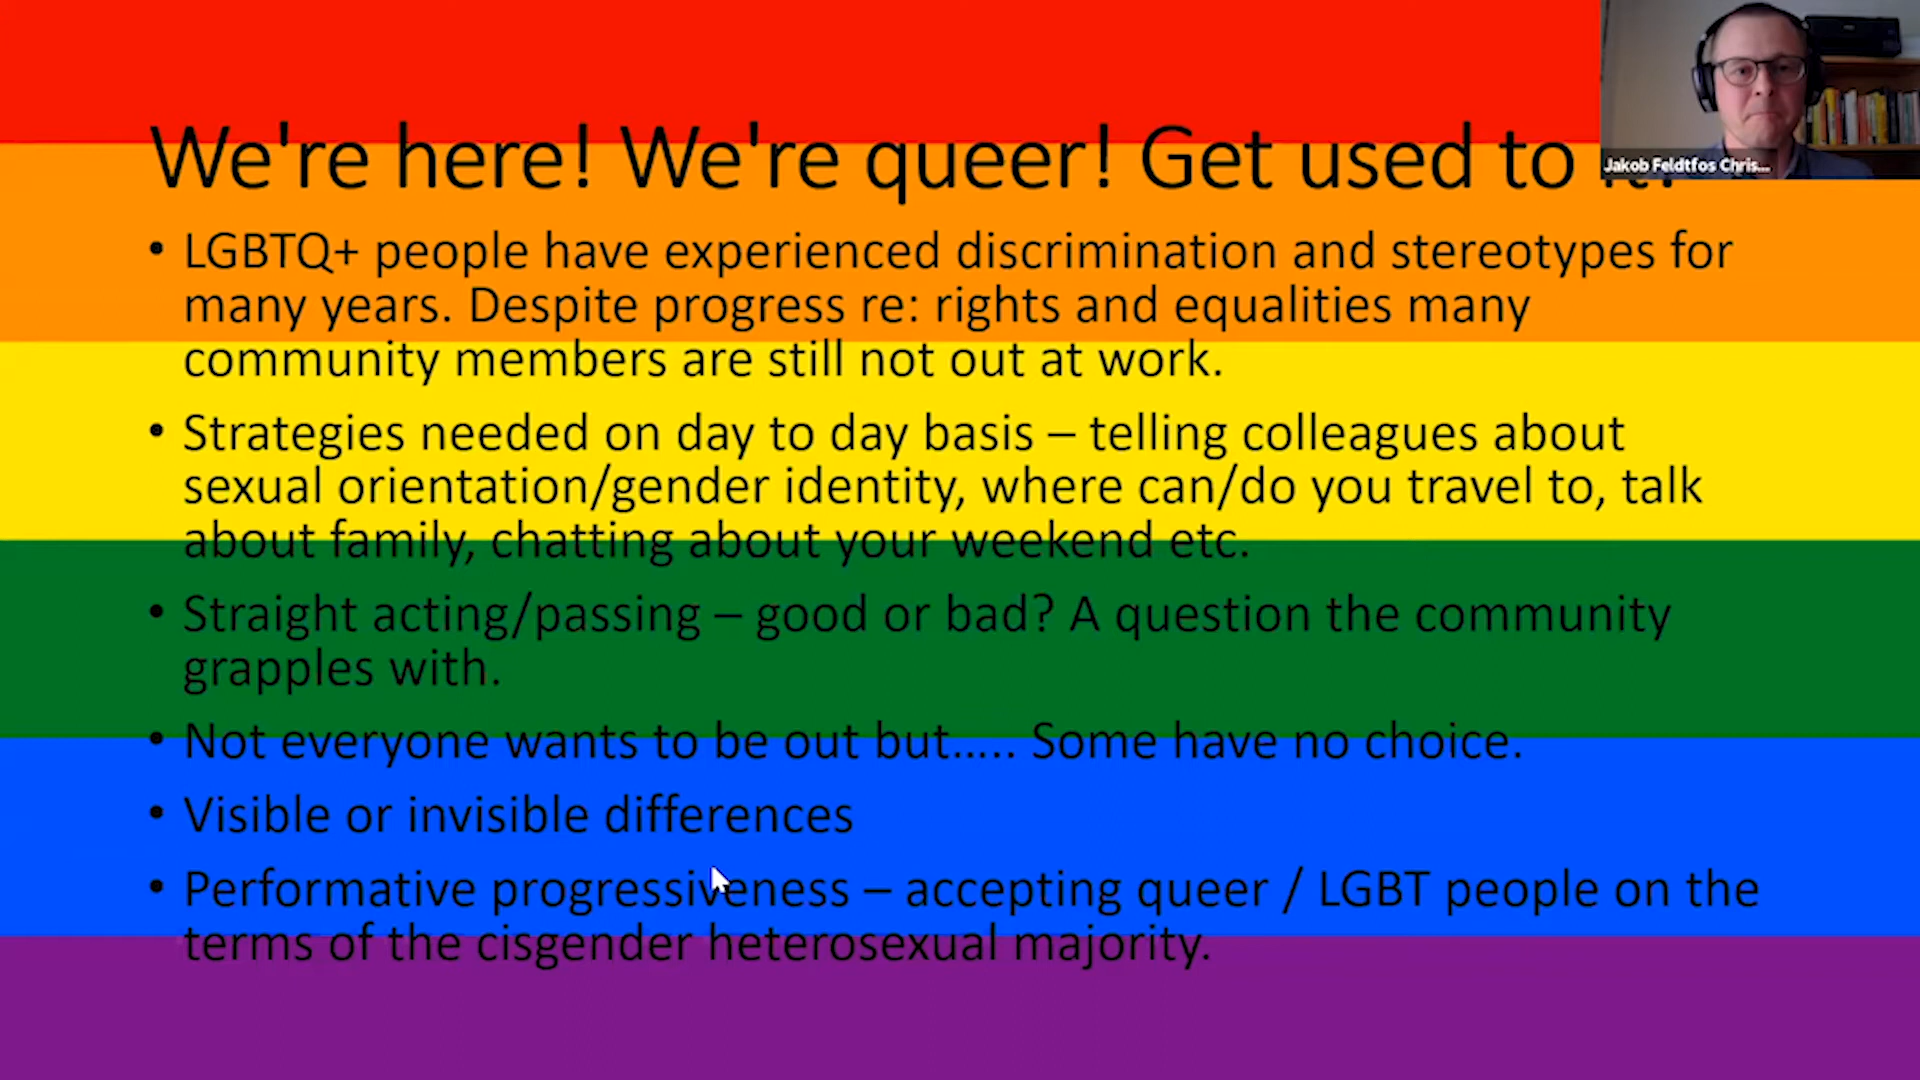 We're here! We're queer! Get used to it!
Jakob Feldtfos Chris...
• LGBTQ+ people have experienced discrimination and stereotypes for
many years. Despite progress re: rights and equalities many
community members are still not out at work.
• Strategies needed on day to day basis – telling colleagues about
sexual orientation/gender identity, where can/do you travel to, talk
about family, chatting about your weekend etc.
• Straight acting/passing – good or bad? A question the community
grapples with.
• Not everyone wants to be out but..... Some have no choice.
• Visible or invisible differences
• Performative progressiveness – accepting queer / LGBT people on the
terms of the cisgender heterosexual majority.